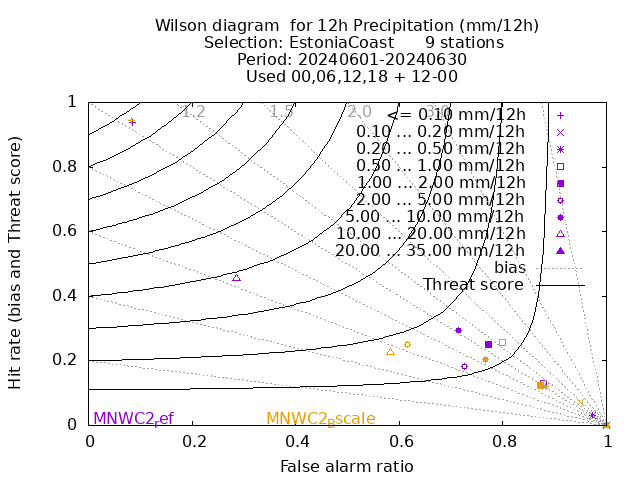 Wilson diagram  for 12h Precipitation (mm/12h)
Selection: EstoniaCoast      9 stations
Period: 20240601-20240630
Used 00,06,12,18 + 12-00
Hit rate (bias and Threat score)
1
0.8
0.6
0.4
0.2
0
1.2 1.5 2.0 3.0
<= 0.10 mm/12h
0.10 ... 0.20 mm/12h
0.20 ... 0.50 mm/12h
0.50 ... 1.00 mm/12h
1.00 ... 2.00 mm/12h
2.00 ... 5.00 mm/12h
5.00 ... 10.00 mm/12h
10.00 ... 20.00 mm/12h
20.00 ... 35.00 mm/12h
bias
Threat score
MNWC2ref MNWC2Bscale
0 0.2 0.4 0.6 0.8 1
False alarm ratio